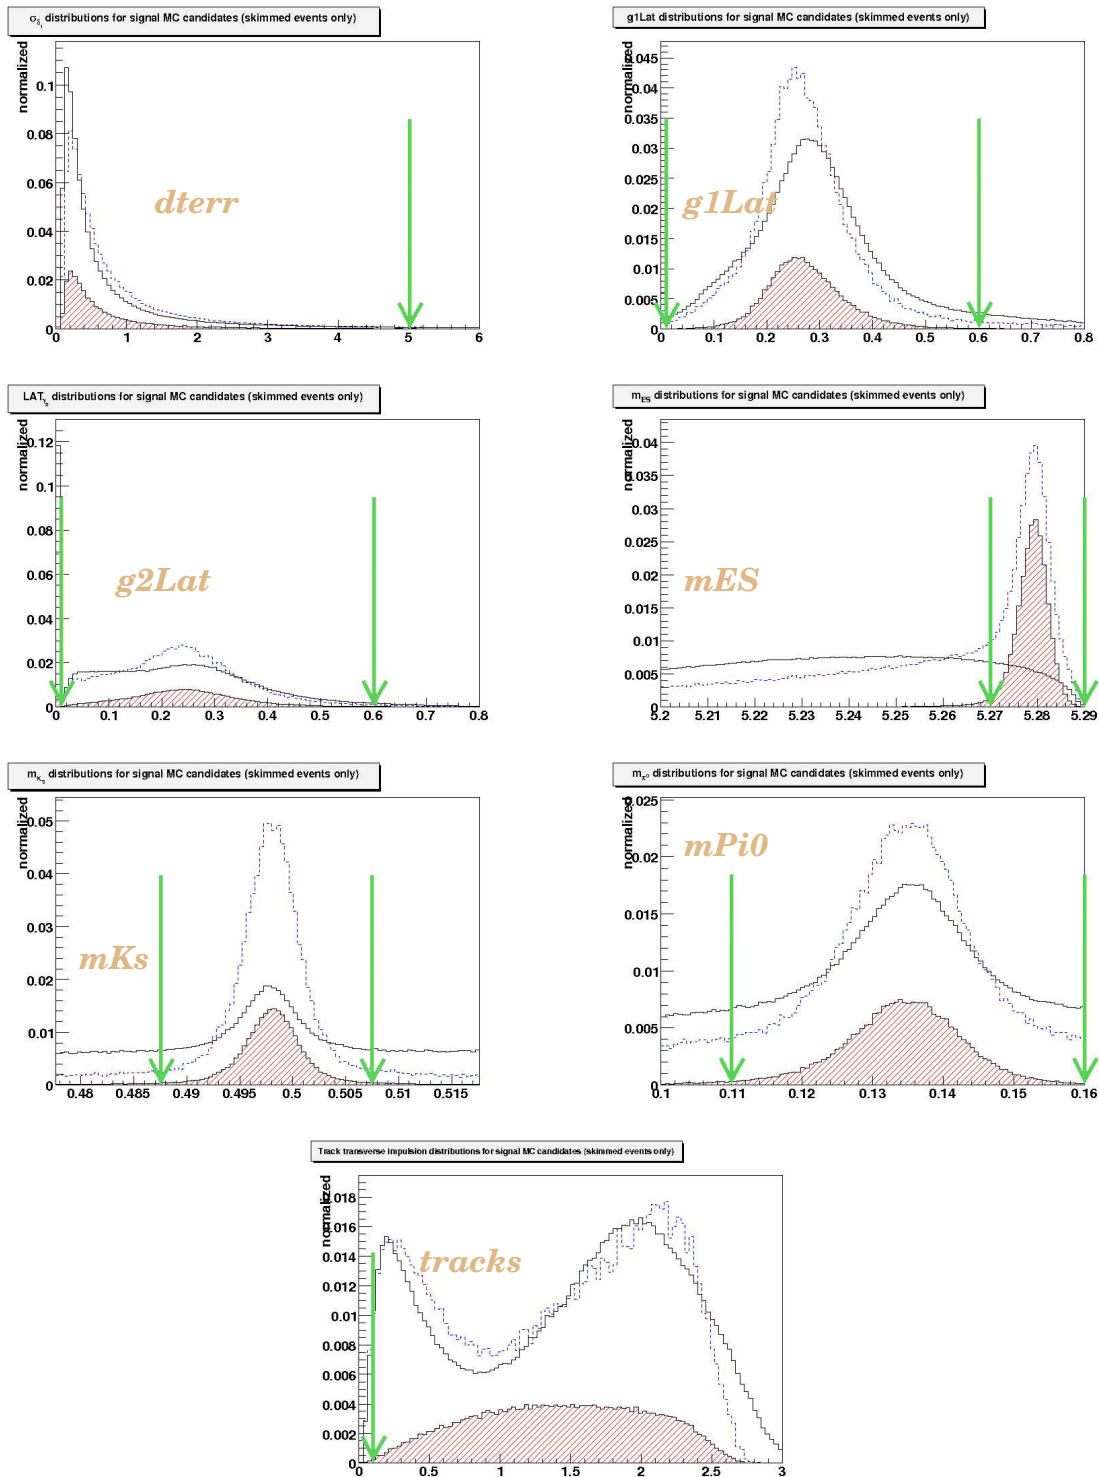 σδt distributions for signal MC candidates (skimmed events only)
normalized
0.1
0.08
0.06
0.04
0.02
0
dterr
0 1 2 3 4 5 6
g1Lat distributions for signal MC candidates (skimmed events only)
normalized
0.045
0.04
0.035
0.03
0.025
0.02
0.015
0.01
0.005
0
g1Lat
0 0.1 0.2 0.3 0.4 0.5 0.6 0.7 0.8
LATγ2 distributions for signal MC candidates (skimmed events only)
normalized
0.12
0.1
0.08
0.06
0.04
0.02
0
g2Lat
0 0.1 0.2 0.3 0.4 0.5 0.6 0.7 0.8
mES distributions for signal MC candidates (skimmed events only)
normalized
0.04
0.035
0.03
0.025
0.02
0.015
0.01
0.005
0
mES
5.2 5.21 5.22 5.23 5.24 5.25 5.26 5.27 5.28 5.29
mKS distributions for signal MC candidates (skimmed events only)
normalized
0.05
0.04
0.03
0.02
0.01
0
mKs
0.48 0.485 0.49 0.495 0.5 0.505 0.51 0.515
mπ0 distributions for signal MC candidates (skimmed events only)
normalized
0.025
0.02
0.015
0.01
0.005
0
mPi0
0.1 0.11 0.12 0.13 0.14 0.15 0.16
Track transverse impulsion distributions for signal MC candidates (skimmed events only)
normalized
0.018
0.016
0.014
0.012
0.01
0.008
0.006
0.004
0.002
0
tracks
0 0.5 1 1.5 2 2.5 3